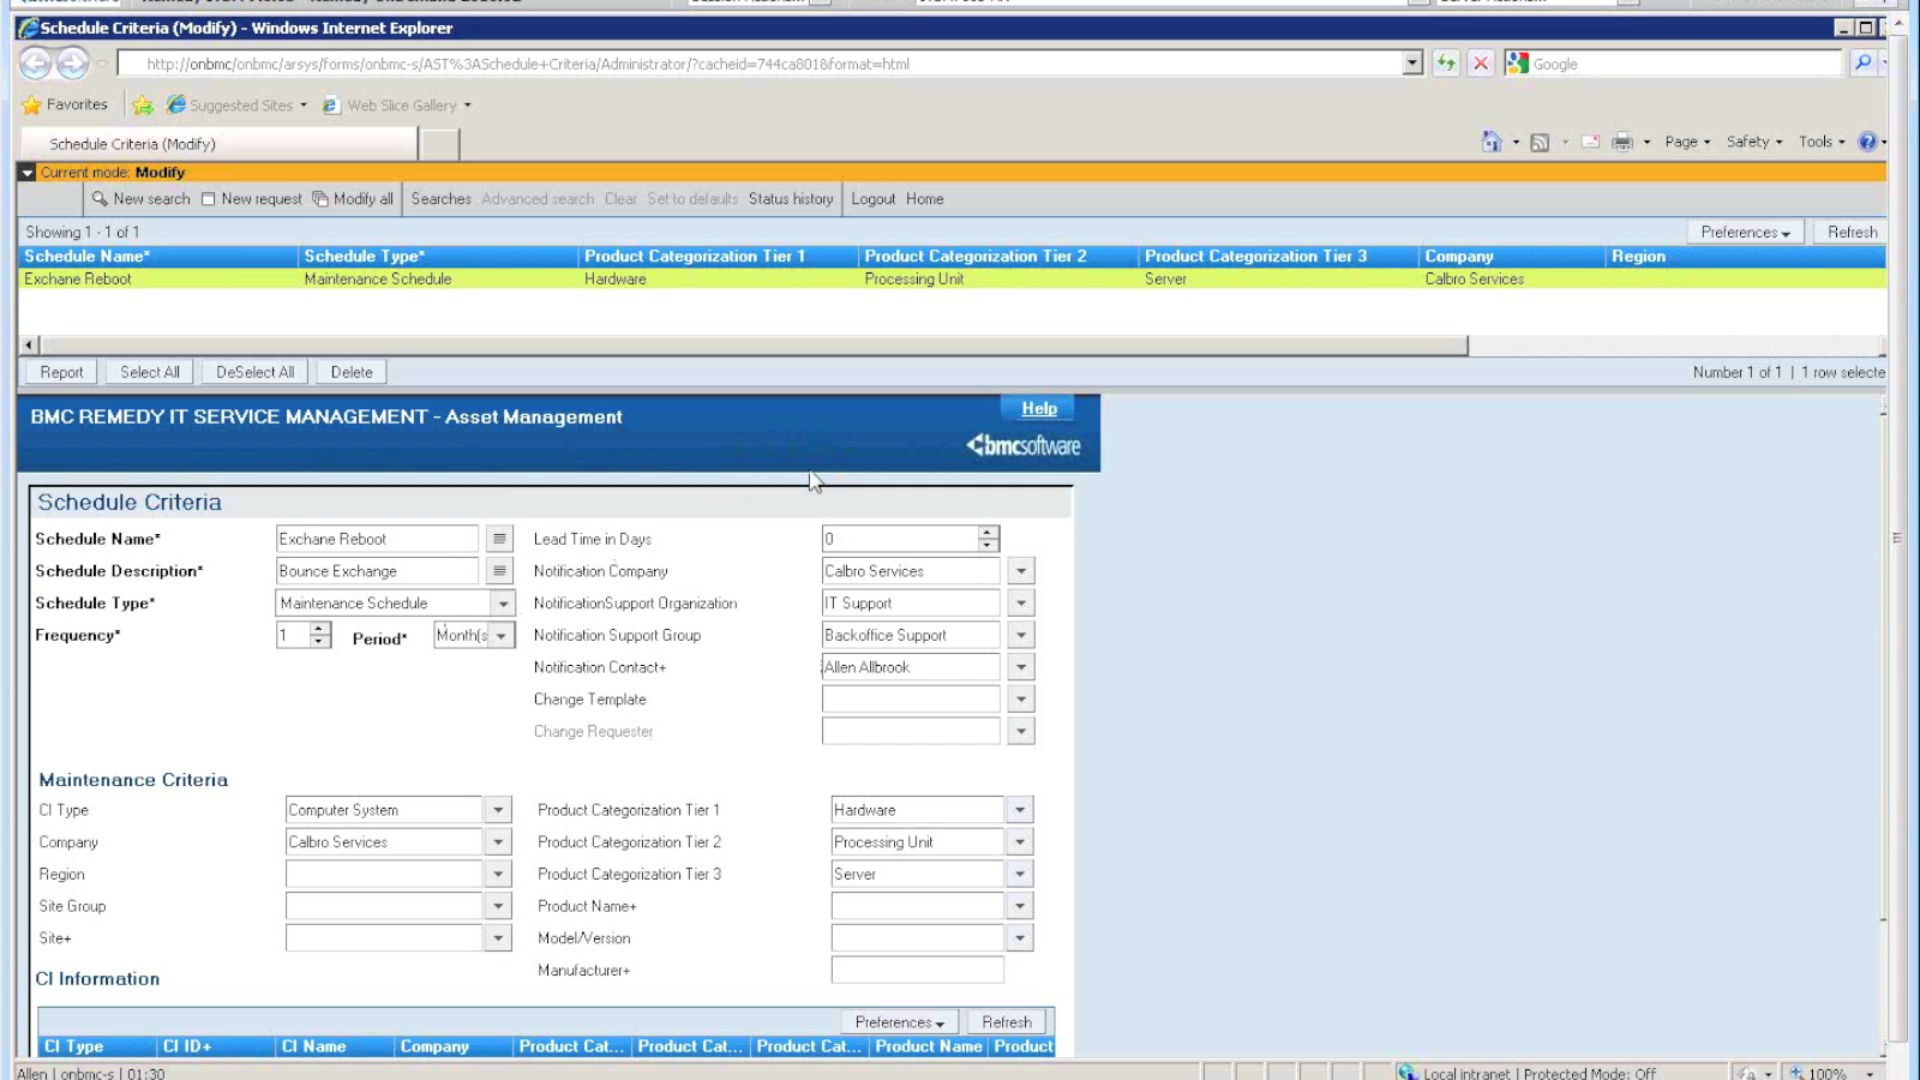 Schedule Criteria (Modify) - Windows Internet Explorer
http://onbmc/onbmc/arsys/forms/onbmc-s/AST%3ASchedule+Criteria/Administrator/?cacheid=744ca801&format=html
Google
Favorites Suggested Sites Web Slice Gallery
Schedule Criteria (Modify)
Page Safety Tools
Current mode: Modify
New search New request Modify all Searches Advanced search Clear Set to defaults Status history Logout Home
Showing 1 - 1 of 1
Preferences Refresh
Schedule Name* Schedule Type* Product Categorization Tier 1 Product Categorization Tier 2 Product Categorization Tier 3 Company Region
Exchane Reboot Maintenance Schedule Hardware Processing Unit Server Calbro Services
Report Select All DeSelect All Delete
Number 1 of 1 | 1 row selecte
BMC REMEDY IT SERVICE MANAGEMENT - Asset Management
Help
bmcsoftware
Schedule Criteria
Schedule Name* Exchane Reboot Lead Time in Days 0
Schedule Description* Bounce Exchange Notification Company Calbro Services
Schedule Type* Maintenance Schedule NotificationSupport Organization IT Support
Frequency* 1 Period* Month(s Notification Support Group Backoffice Support
Notification Contact+ Allen Allbrook
Change Template
Change Requester
Maintenance Criteria
CI Type Computer System Product Categorization Tier 1 Hardware
Company Calbro Services Product Categorization Tier 2 Processing Unit
Region Product Categorization Tier 3 Server
Site Group Product Name+
Site+ Model/Version
Manufacturer+
CI Information
Preferences Refresh
CI Type CI ID+ CI Name Company Product Cat... Product Cat... Product Cat... Product Name Product
Allen | onbmc-s | 01:30
Local intranet | Protected Mode: Off
100%